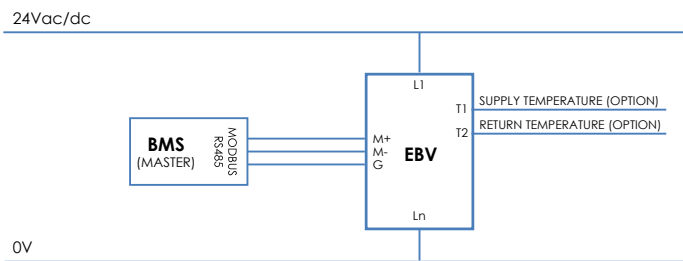 24Vac/dc
L1
T1 SUPPLY TEMPERATURE (OPTION)
T2 RETURN TEMPERATURE (OPTION)
BMS
(MASTER)
MODBUS
RS485
M+
M-
G
EBV
Ln
0V